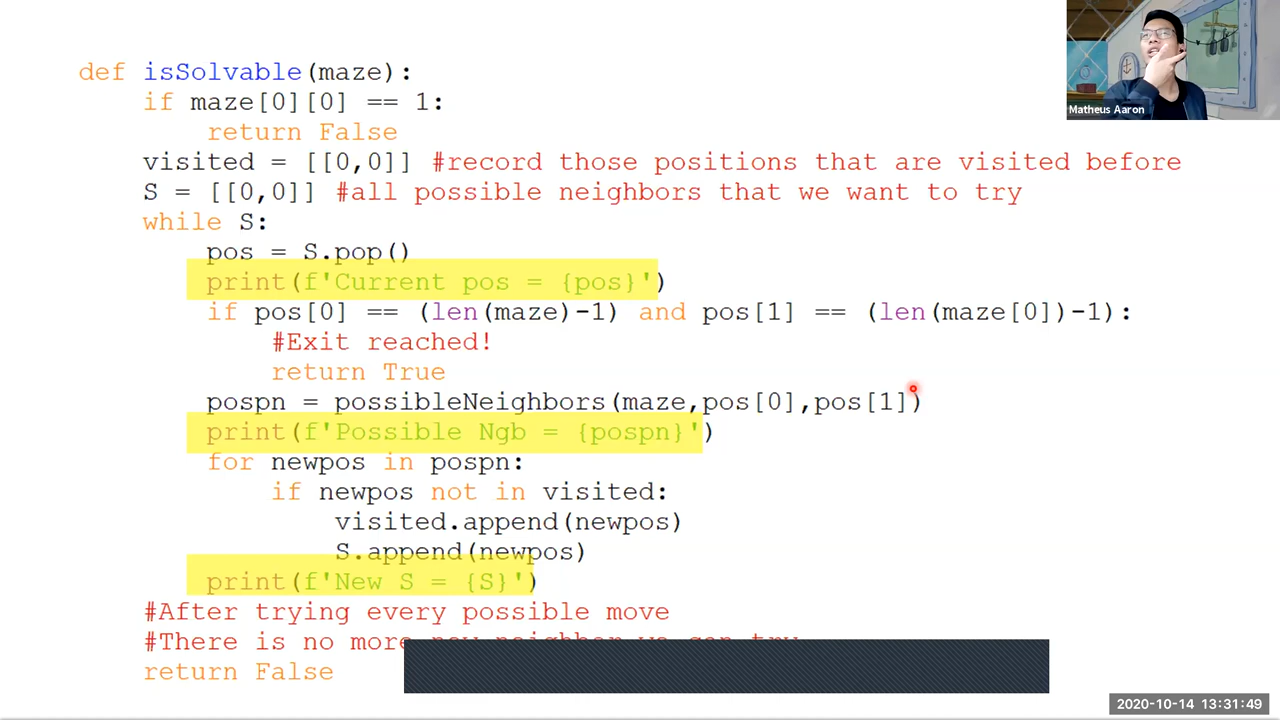 def isSolvable(maze):
if maze[0][0] == 1:
return False
visited = [[0,0]] #record those positions that are visited before
S = [[0,0]] #all possible neighbors that we want to try
while S:
pos = S.pop()
print(f'Current pos = {pos}')
if pos[0] == (len(maze)-1) and pos[1] == (len(maze[0])-1):
#Exit reached!
return True
pospn = possibleNeighbors(maze,pos[0],pos[1])
print(f'Possible Ngb = {pospn}')
for newpos in pospn:
if newpos not in visited:
visited.append(newpos)
S.append(newpos)
print(f'New S = {S}')
#After trying every possible move
#There is no more new neighbor we can try
return False
Matheus Aaron
2020-10-14 13:31:49